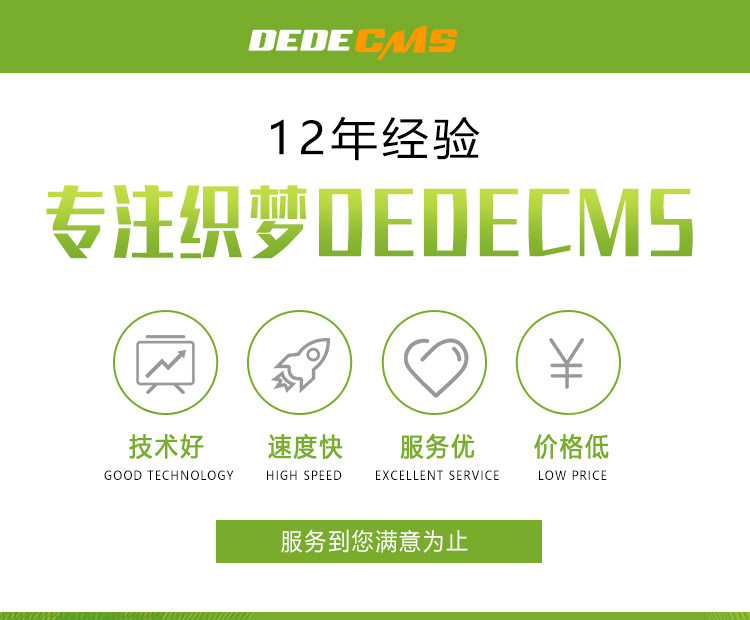 DEDECMS
12年经验
专注织梦DEDECMS
技术好 速度快 服务优 价格低
GOOD TECHNOLOGY HIGH SPEED EXCELLENT SERVICE LOW PRICE
服务到您满意为止